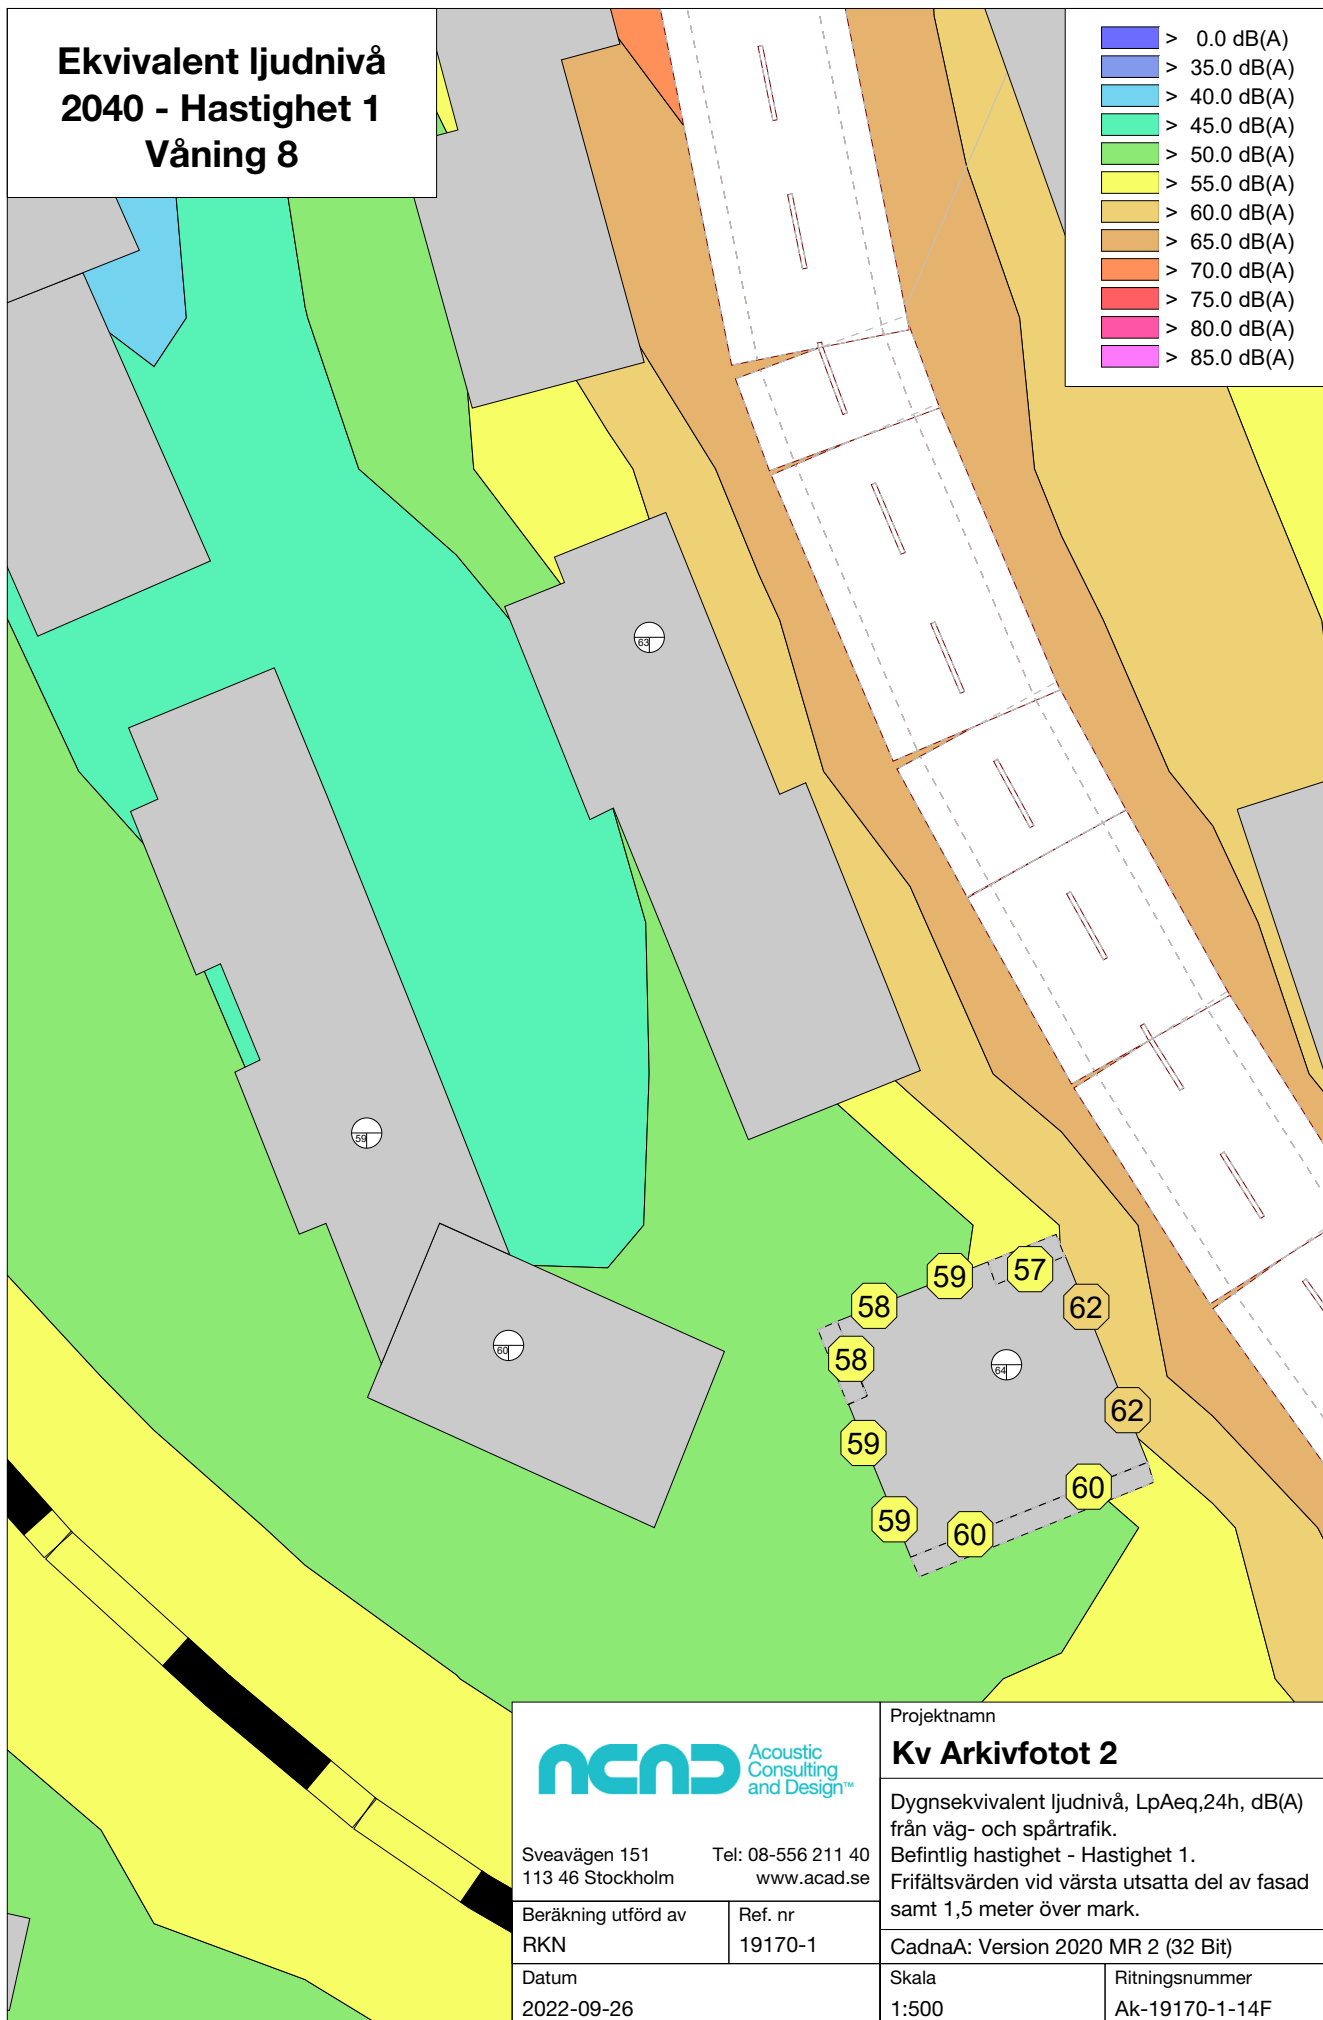 Ekvivalent ljudnivå
2040 - Hastighet 1
Våning 8
> 0.0 dB(A)
> 35.0 dB(A)
> 40.0 dB(A)
> 45.0 dB(A)
> 50.0 dB(A)
> 55.0 dB(A)
> 60.0 dB(A)
> 65.0 dB(A)
> 70.0 dB(A)
> 75.0 dB(A)
> 80.0 dB(A)
> 85.0 dB(A)
63
59
60
64
57
59
58
62
58
62
59
60
59
60
ACAD Acoustic
Consulting
and Design™
Sveavägen 151 Tel: 08-556 211 40
113 46 Stockholm www.acad.se
Beräkning utförd av
RKN
Ref. nr
19170-1
Datum
2022-09-26
Projektnamn
Kv Arkivfotot 2
Dygnsekvivalent ljudnivå, LpAeq,24h, dB(A)
från väg- och spårtrafik.
Befintlig hastighet - Hastighet 1.
Frifältsvärden vid värsta utsatta del av fasad
samt 1,5 meter över mark.
CadnaA: Version 2020 MR 2 (32 Bit)
Skala
1:500
Ritningsnummer
Ak-19170-1-14F